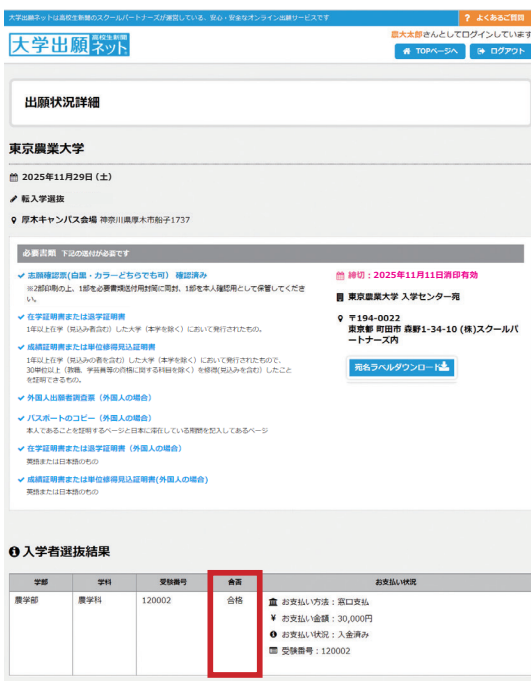 大学出願ネットは高校生新聞のスクールパートナーズが運営している、安心・安全なオンライン出願サービスです
? よくあるご質問
大学出願ネット
高校生新聞
農大太郎さんとしてログインしています
TOPページへ
ログアウト
出願状況詳細
東京農業大学
2025年11月29日 (土)
転入学選抜
厚木キャンパス会場 神奈川県厚木市船子1737
必要書類 下記の送付が必要です
志願確認票(白黒・カラーどちらでも可) 確認済み
※2部印刷の上、1部を必要書類送付用封筒に同封、1部を本人確認用として保管してくださ
い。
在学証明書または退学証明書
1年以上在学（見込み者含む）した大学（本学を除く）において発行されたもの。
成績証明書または単位修得見込証明書
1年以上在学（見込みの者を含む）した大学（本学を除く）において発行されたもので、
30単位以上（教職、学芸員等の資格に関する科目を除く）を修得(見込みを含む）したこと
を証明できるもの。
外国人出願者調査票（外国人の場合）
パスポートのコピー（外国人の場合）
本人であることを証明するページと日本に滞在している期間を記入してあるページ
在学証明書または退学証明書（外国人の場合）
英語または日本語のもの
成績証明書または単位修得見込証明書(外国人の場合)
英語または日本語のもの
締切：2025年11月11日消印有効
東京農業大学 入学センター宛
〒194-0022
東京都 町田市 森野1-34-10 (株)スクールパ
ートナーズ内
宛名ラベルダウンロード
入学者選抜結果
学部 学科 受験番号 合否 お支払い状況
農学部 農学科 120002 合格 お支払い方法：窓口支払
¥ お支払い金額：30,000円
お支払い状況：入金済み
受験番号：120002